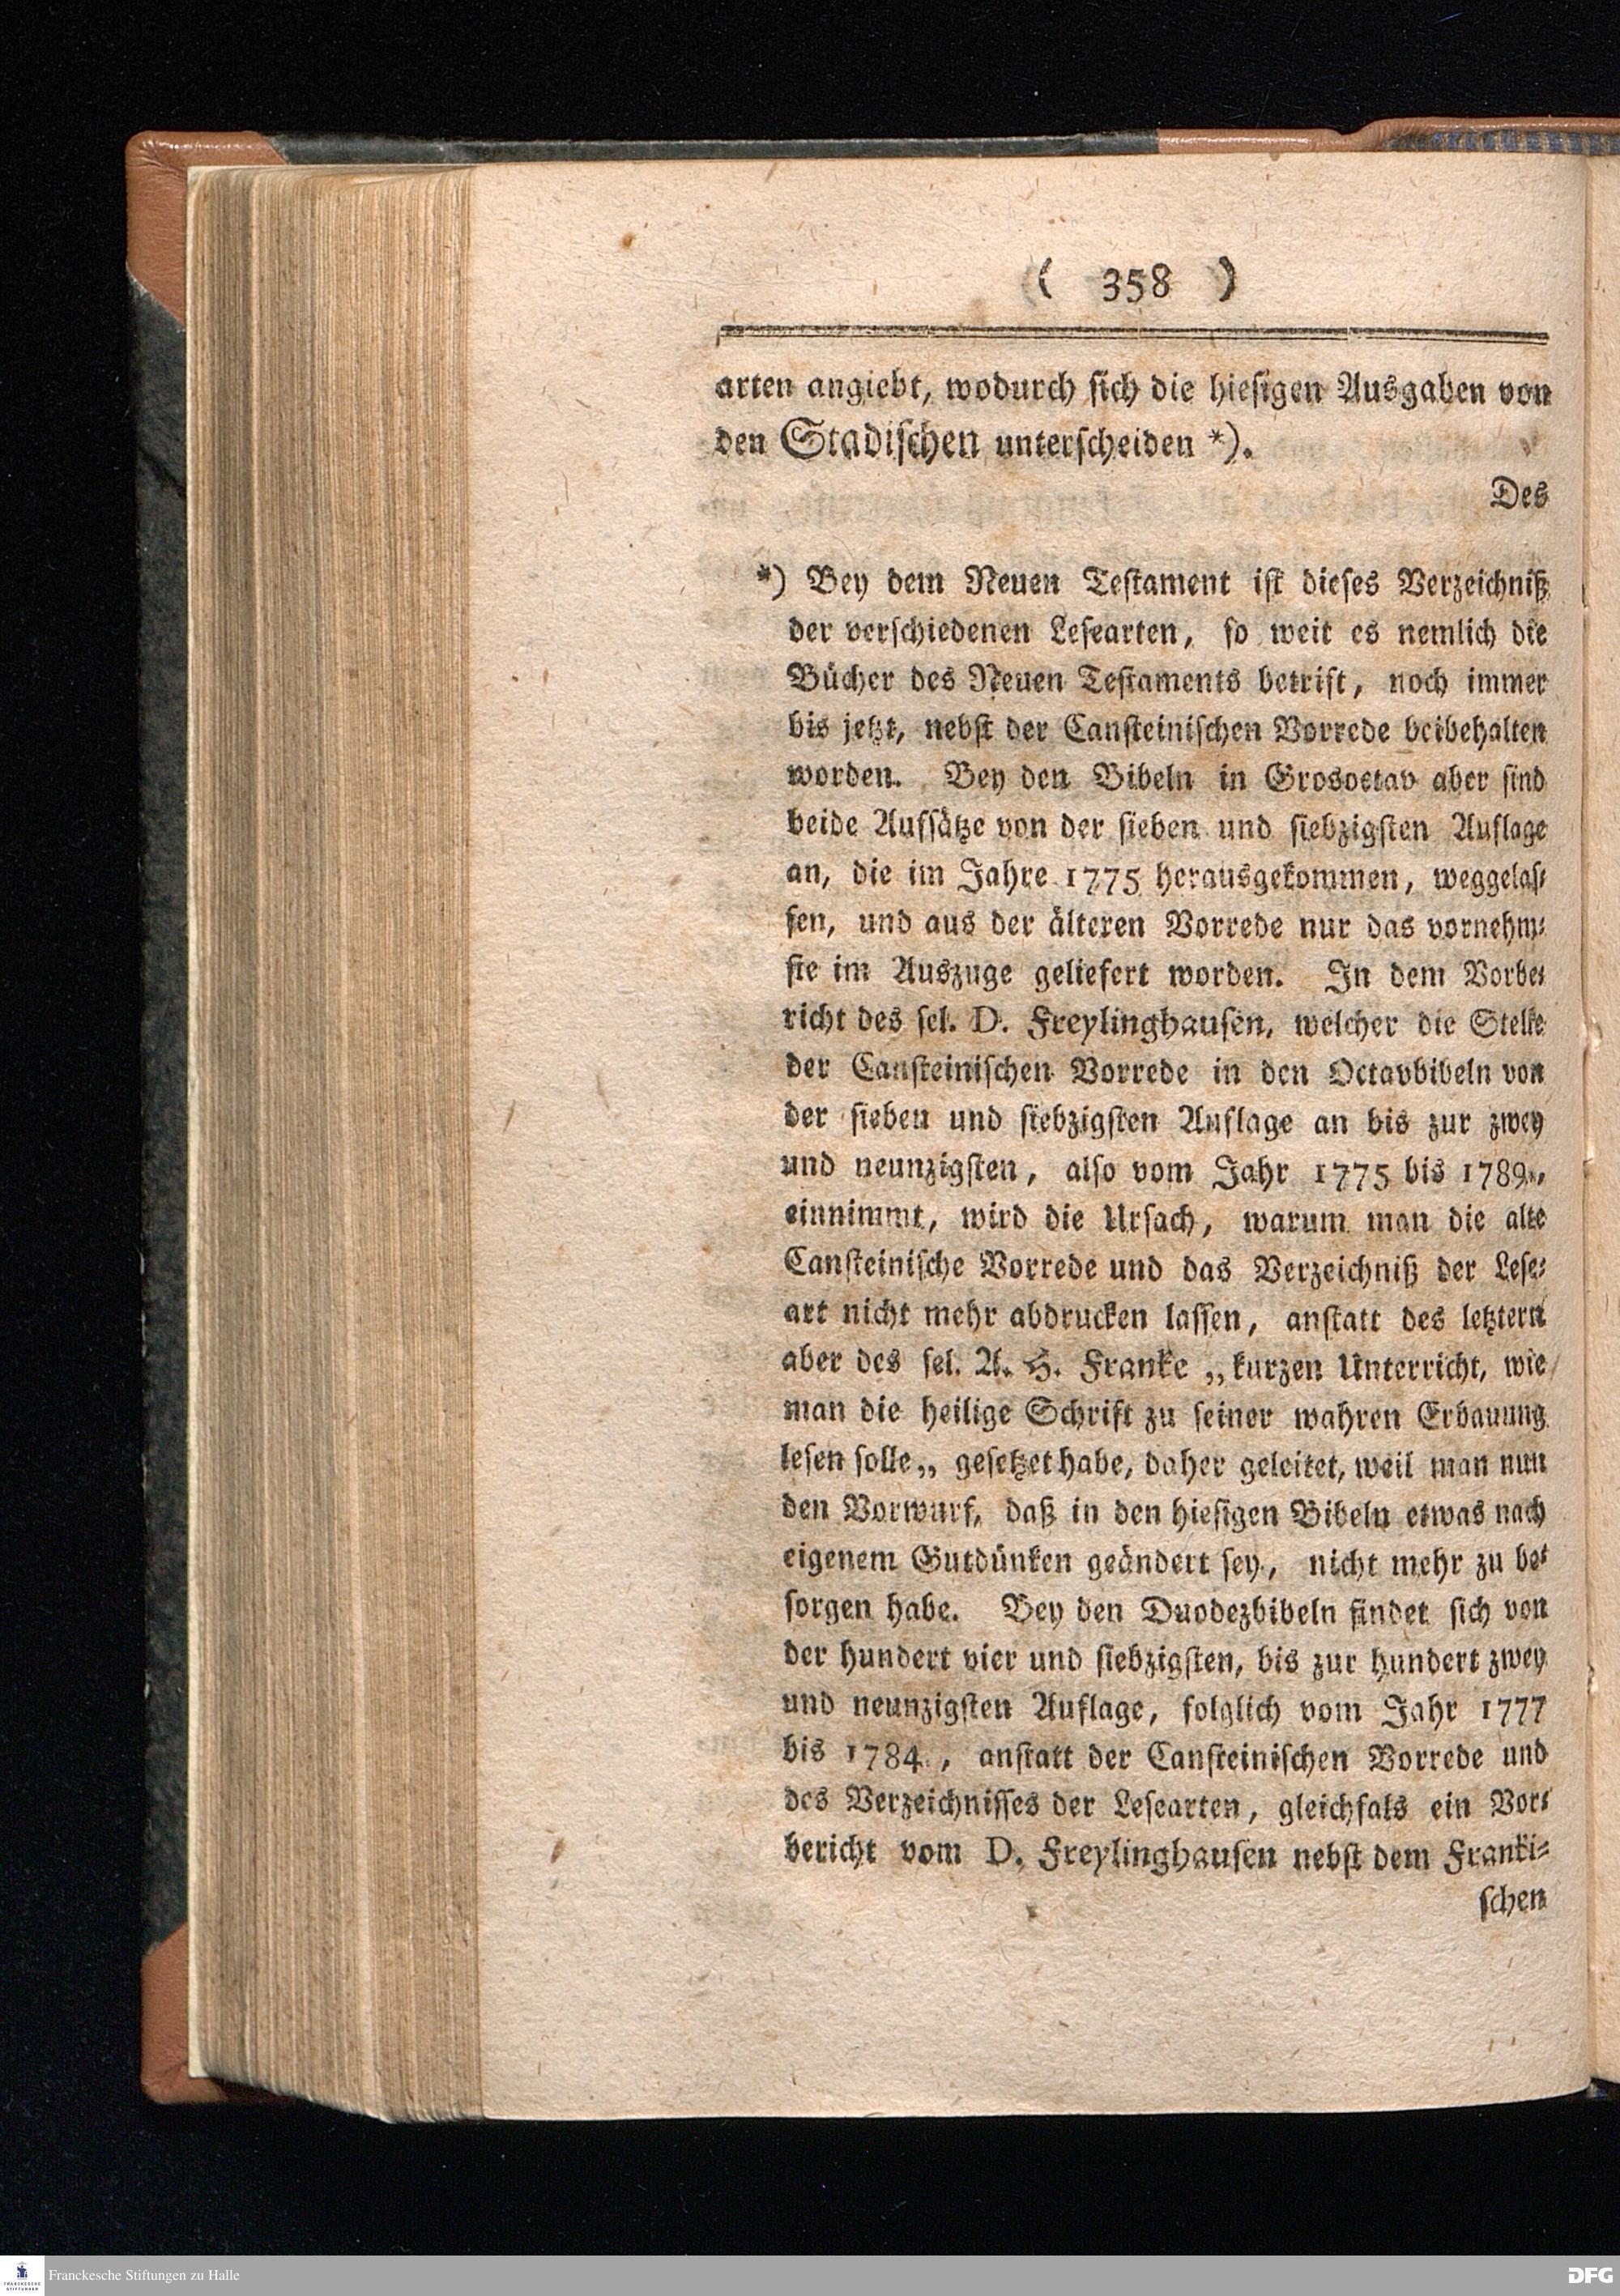 ( 358 )
arten angiebt, wodurch sich die hiesigen Ausgaben von
den Stadischen unterscheiden *).
Des
*) Bey dem Neuen Testament ist dieses Verzeichniß
der verschiedenen Lesearten, so weit es nemlich die
Bücher des Neuen Testaments betrift, noch immer
bis jetzt, nebst der Cansteinischen Vorrede beibehalten
worden. Bey den Bibeln in Grosoctav aber sind
beide Aufsätze von der sieben und siebzigsten Auflage
an, die im Jahre 1775 herausgekommen, weggelas-
sen, und aus der älteren Vorrede nur das vornehm-
ste im Auszuge geliefert worden. In dem Vorbe-
richt des sel. D. Freylinghausen, welcher die Stelle
der Cansteinischen Vorrede in den Octavbibeln von
der sieben und siebzigsten Auflage an bis zur zwey
und neunzigsten, also vom Jahr 1775 bis 1789.,
einnimmt, wird die Ursach, warum man die alte
Cansteinische Vorrede und das Verzeichniß der Lese-
art nicht mehr abdrucken lassen, anstatt des letztern
aber des sel. A. H. Franke „kurzen Unterricht, wie
man die heilige Schrift zu seiner wahren Erbauung
lesen solle„ gesetzet habe, daher geleitet, weil man nun
den Vorwurf, daß in den hiesigen Bibeln etwas nach
eigenem Gutdünken geändert sey, nicht mehr zu be-
sorgen habe. Bey den Duodezbibeln findet sich von
der hundert vier und siebzigsten, bis zur hundert zwey
und neunzigsten Auflage, folglich vom Jahr 1777
bis 1784., anstatt der Cansteinischen Vorrede und
des Verzeichnisses der Lesearten, gleichfals ein Vor-
bericht vom D. Freylinghausen nebst dem Franki-
schen
FRANCKESCHE STIFTUNGEN
Franckesche Stiftungen zu Halle
DFG